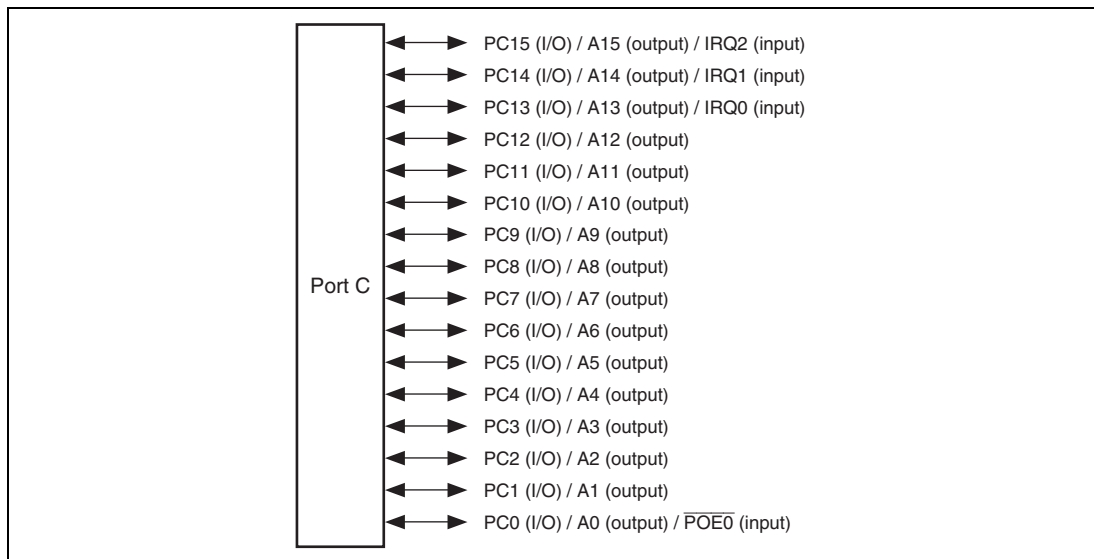 PC15 (I/O) / A15 (output) / IRQ2 (input)
PC14 (I/O) / A14 (output) / IRQ1 (input)
PC13 (I/O) / A13 (output) / IRQ0 (input)
PC12 (I/O) / A12 (output)
PC11 (I/O) / A11 (output)
PC10 (I/O) / A10 (output)
PC9 (I/O) / A9 (output)
PC8 (I/O) / A8 (output)
Port C
PC7 (I/O) / A7 (output)
PC6 (I/O) / A6 (output)
PC5 (I/O) / A5 (output)
PC4 (I/O) / A4 (output)
PC3 (I/O) / A3 (output)
PC2 (I/O) / A2 (output)
PC1 (I/O) / A1 (output)
PC0 (I/O) / A0 (output) / P̅O̅E̅0̅ (input)